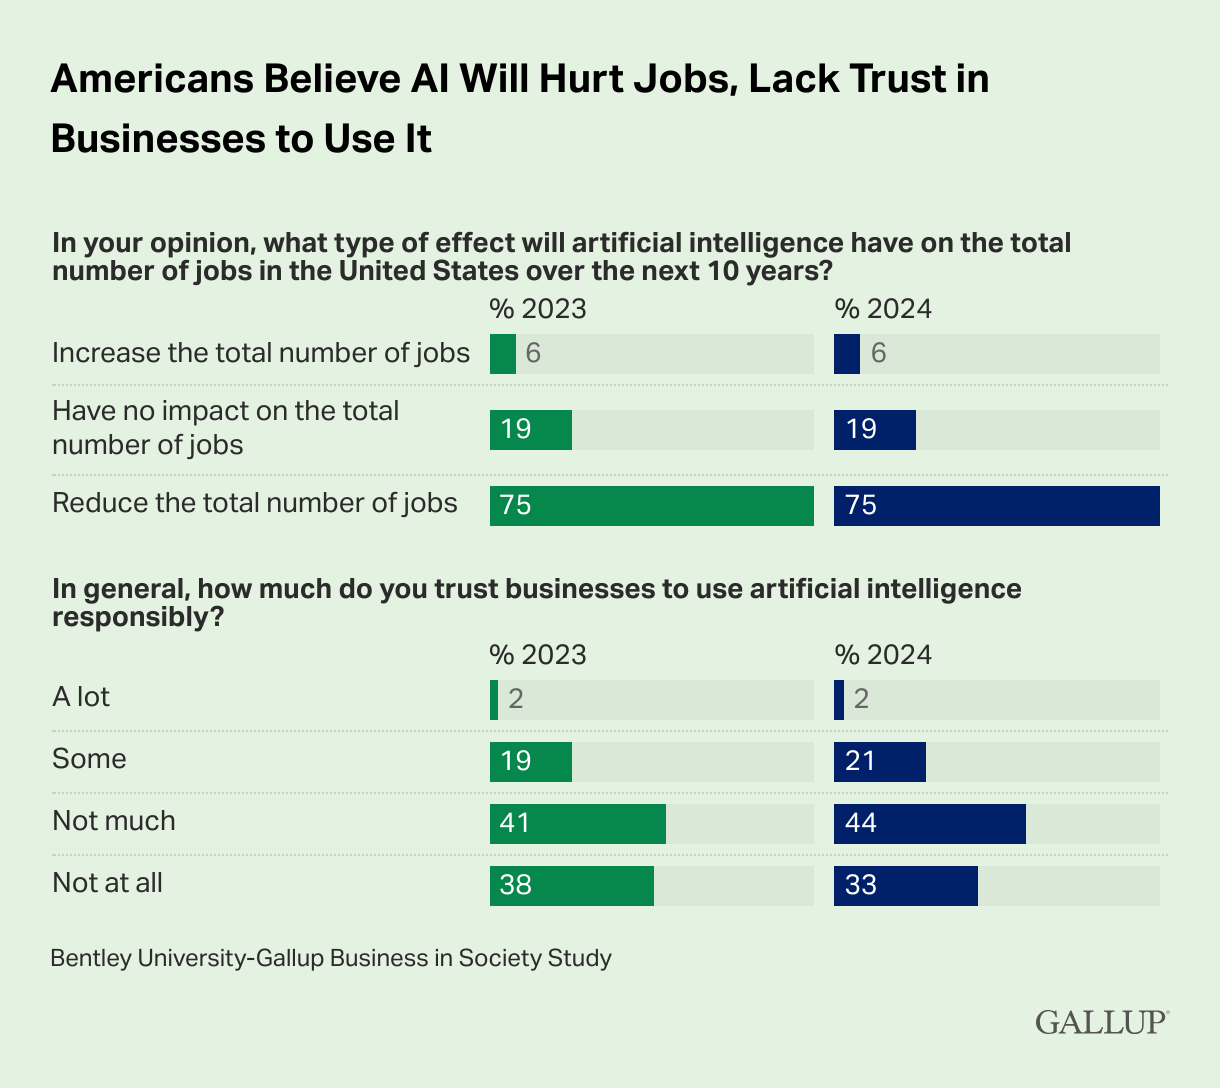 Americans Believe AI Will Hurt Jobs, Lack Trust in
Businesses to Use It
In your opinion, what type of effect will artificial intelligence have on the total
number of jobs in the United States over the next 10 years?
% 2023 % 2024
Increase the total number of jobs 6 6
Have no impact on the total
number of jobs 19 19
Reduce the total number of jobs 75 75
In general, how much do you trust businesses to use artificial intelligence
responsibly?
% 2023 % 2024
A lot 2 2
Some 19 21
Not much 41 44
Not at all 38 33
Bentley University-Gallup Business in Society Study
GALLUP®